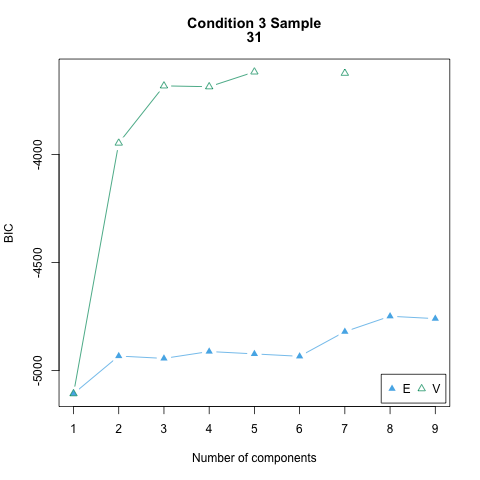 Condition 3 Sample
31
BIC
-4000
-4500
-5000
E V
1 2 3 4 5 6 7 8 9
Number of components